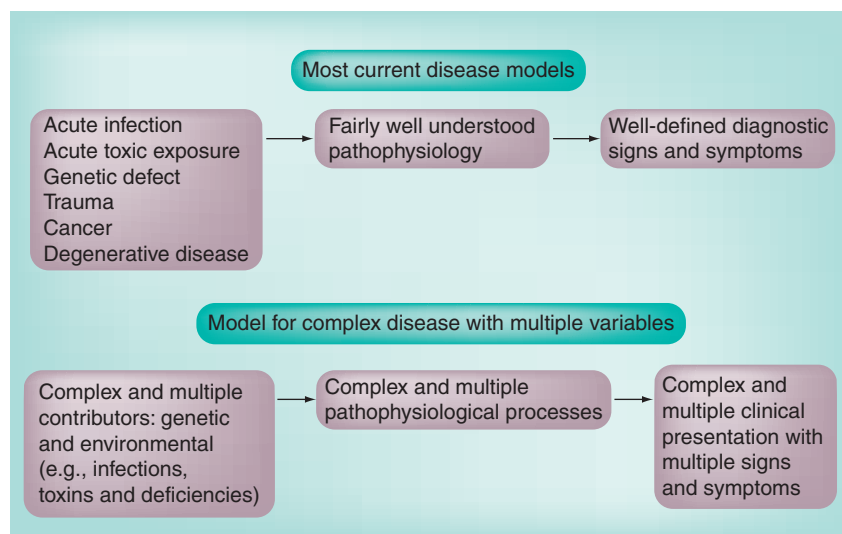 Most current disease models
Acute infection
Acute toxic exposure
Genetic defect
Trauma
Cancer
Degenerative disease
Fairly well understood
pathophysiology
Well-defined diagnostic
signs and symptoms
Model for complex disease with multiple variables
Complex and multiple
contributors: genetic
and environmental
(e.g., infections,
toxins and deficiencies)
Complex and multiple
pathophysiological processes
Complex and
multiple clinical
presentation with
multiple signs
and symptoms